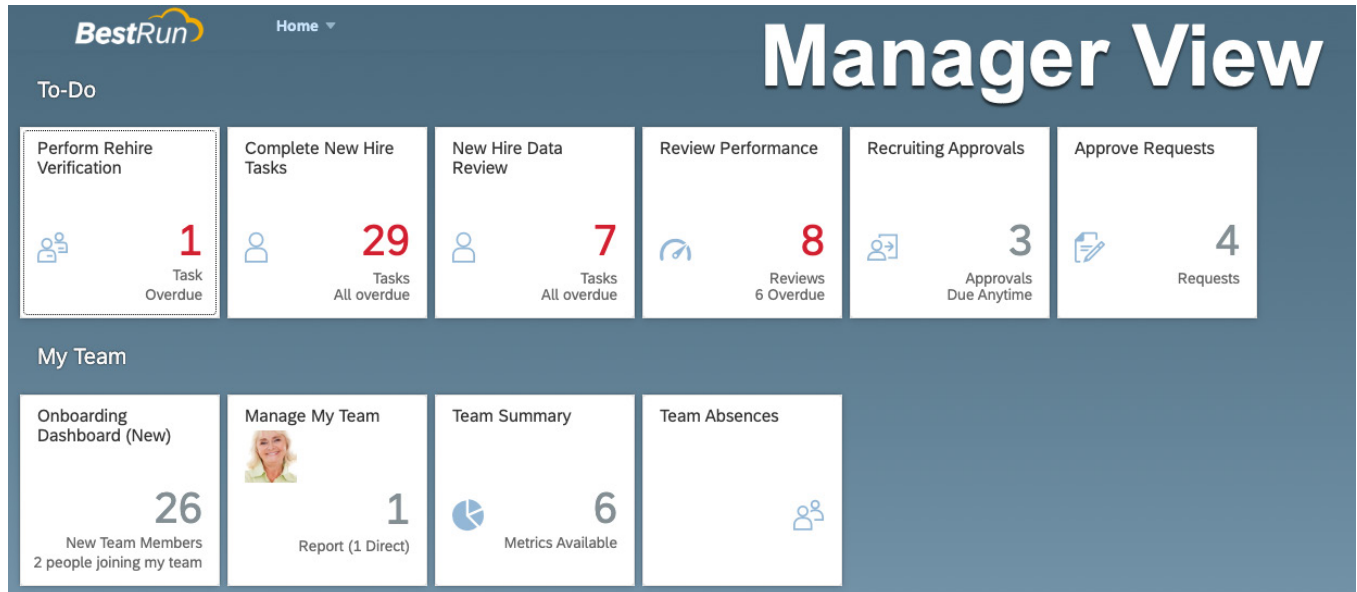 BestRun
Home
Manager View
To-Do
Perform Rehire
Verification
1
Task
Overdue
Complete New Hire
Tasks
29
Tasks
All overdue
New Hire Data
Review
7
Tasks
All overdue
Review Performance
8
Reviews
6 Overdue
Recruiting Approvals
3
Approvals
Due Anytime
Approve Requests
4
Requests
My Team
Onboarding
Dashboard (New)
26
New Team Members
2 people joining my team
Manage My Team
1
Report (1 Direct)
Team Summary
6
Metrics Available
Team Absences